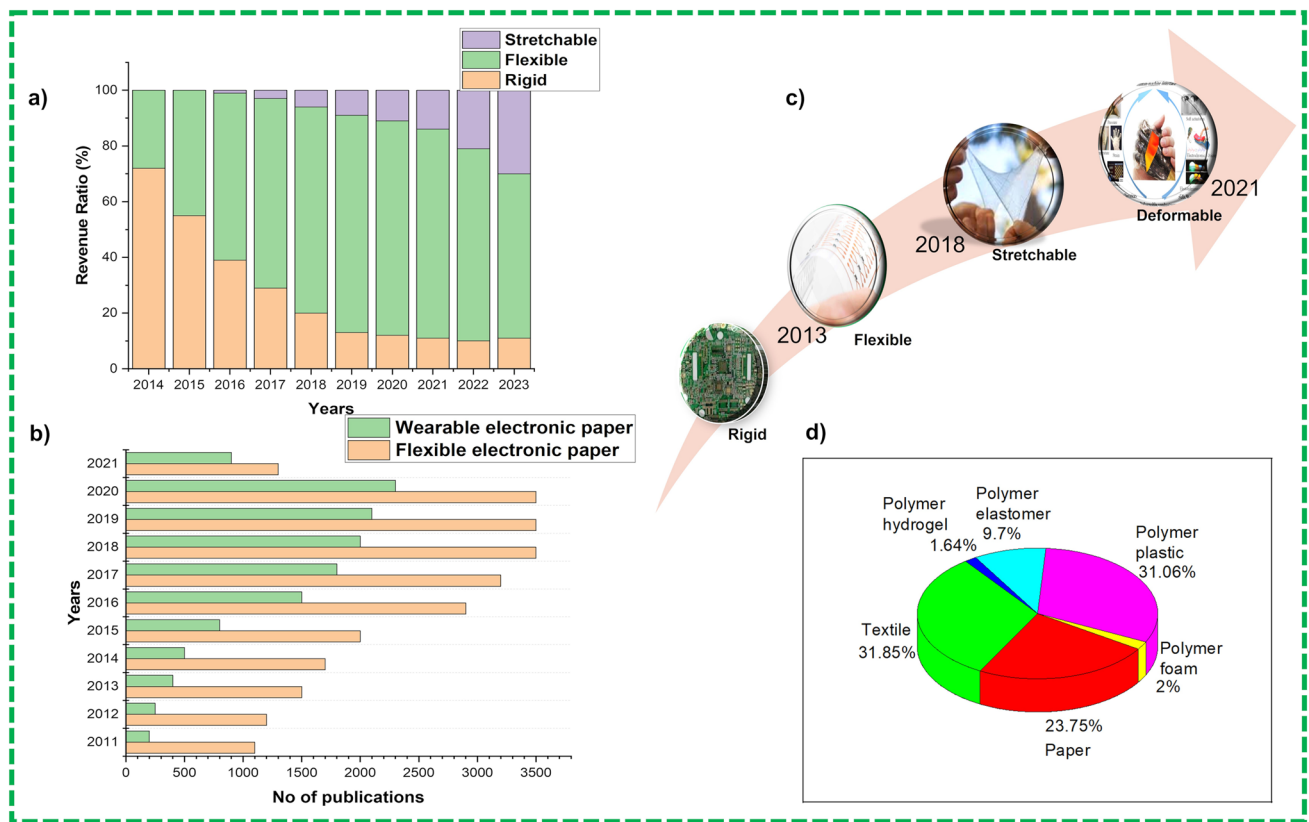 a)
Stretchable
Flexible
Rigid
Revenue Ratio (%)
100
80
60
40
20
0
2014 2015 2016 2017 2018 2019 2020 2021 2022 2023
Years
b)
Wearable electronic paper
Flexible electronic paper
Years
2021
2020
2019
2018
2017
2016
2015
2014
2013
2012
2011
0 500 1000 1500 2000 2500 3000 3500
No of publications
c)
Rigid
2013
Flexible
2018
Stretchable
Deformable
2021
d)
Polymer
hydrogel
1.64%
Polymer
elastomer
9.7%
Polymer
plastic
31.06%
Textile
31.85%
Polymer
foam
2%
23.75%
Paper